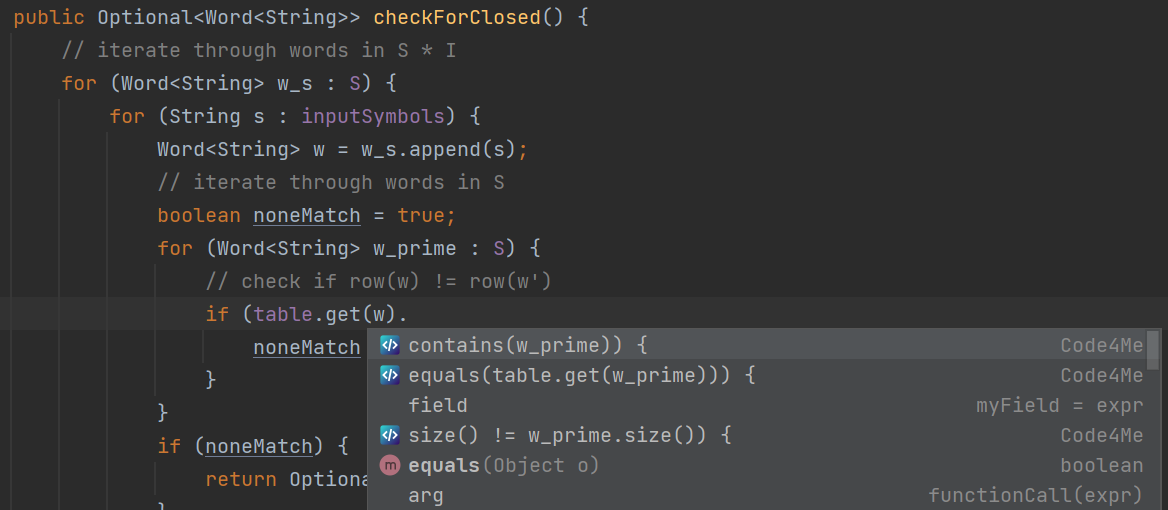 public Optional<Word<String>> checkForClosed() {
// iterate through words in S * I
for (Word<String> w_s : S) {
for (String s : inputSymbols) {
Word<String> w = w_s.append(s);
// iterate through words in S
boolean noneMatch = true;
for (Word<String> w_prime : S) {
// check if row(w) != row(w')
if (table.get(w).
noneMatch
}
}
if (noneMatch) {
return Optiona
}
contains(w_prime)) { Code4Me
equals(table.get(w_prime))) { Code4Me
field myField = expr
size() != w_prime.size()) { Code4Me
m equals(Object o) boolean
arg functionCall(expr)